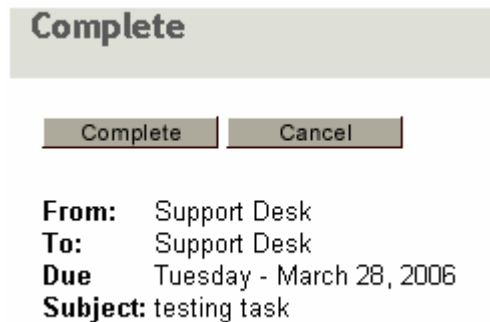 Complete
Complete Cancel
From: Support Desk
To: Support Desk
Due Tuesday - March 28, 2006
Subject: testing task